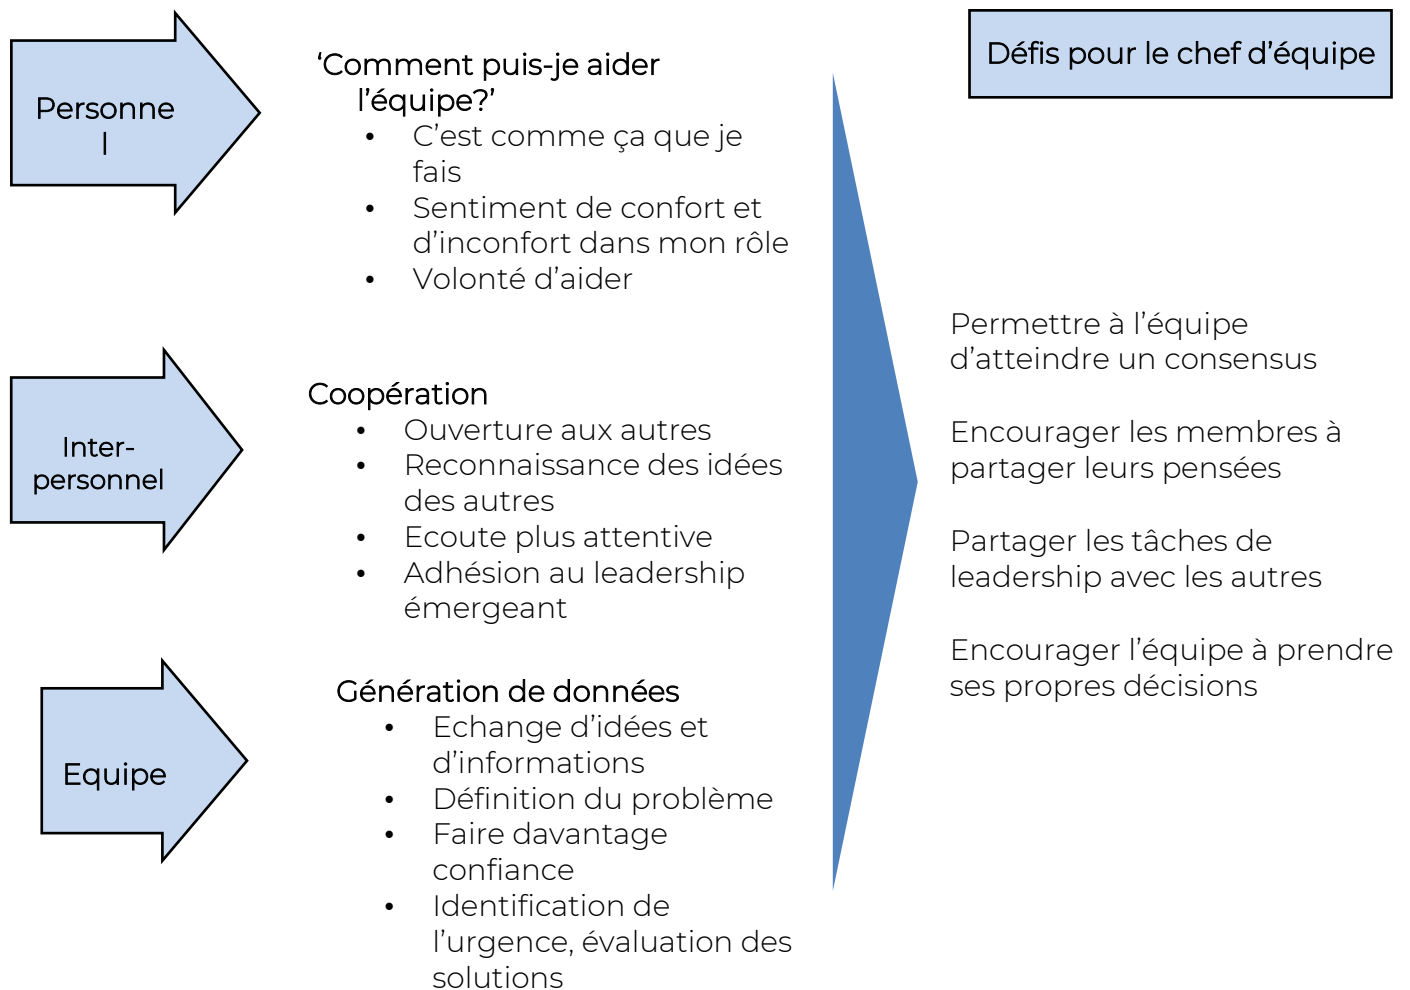 Personne
l
‘Comment puis-je aider
l’équipe?’
• C’est comme ça que je
fais
• Sentiment de confort et
d’inconfort dans mon rôle
• Volonté d’aider
Inter-
personnel
Coopération
• Ouverture aux autres
• Reconnaissance des idées
des autres
• Ecoute plus attentive
• Adhésion au leadership
émergeant
Equipe
Génération de données
• Echange d’idées et
d’informations
• Définition du problème
• Faire davantage
confiance
• Identification de
l’urgence, évaluation des
solutions
Défis pour le chef d’équipe
Permettre à l’équipe
d’atteindre un consensus
Encourager les membres à
partager leurs pensées
Partager les tâches de
leadership avec les autres
Encourager l’équipe à prendre
ses propres décisions